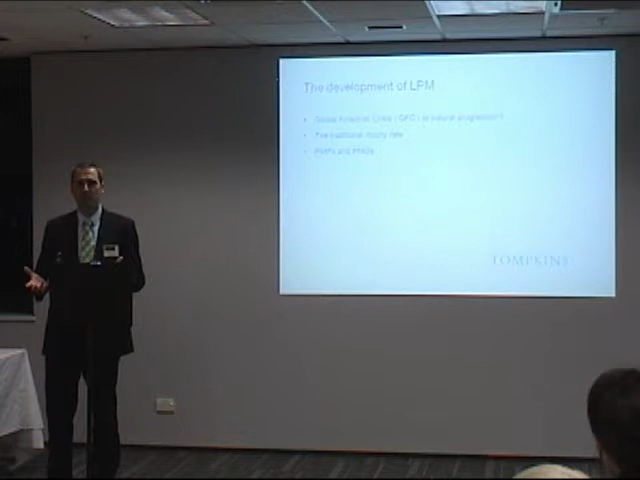 The development of LPM
Global Financial Crisis ( GFC ) or natural progression?
The traditional hourly rate
TOMPKINS